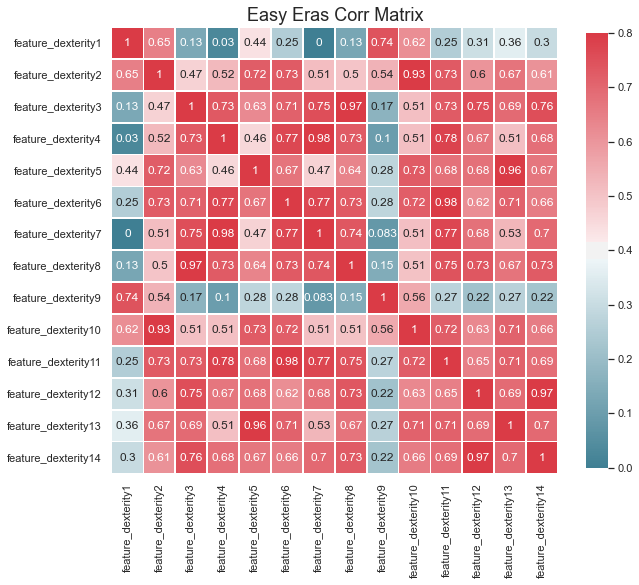 Easy Eras Corr Matrix
feature_dexterity1 1 0.65 0.13 0.03 0.44 0.25 0 0.13 0.74 0.62 0.25 0.31 0.36 0.3
feature_dexterity2 0.65 1 0.47 0.52 0.72 0.73 0.51 0.5 0.54 0.93 0.73 0.6 0.67 0.61
feature_dexterity3 0.13 0.47 1 0.73 0.63 0.71 0.75 0.97 0.17 0.51 0.73 0.75 0.69 0.76
feature_dexterity4 0.03 0.52 0.73 1 0.46 0.77 0.98 0.73 0.1 0.51 0.78 0.67 0.51 0.68
feature_dexterity5 0.44 0.72 0.63 0.46 1 0.67 0.47 0.64 0.28 0.73 0.68 0.68 0.96 0.67
feature_dexterity6 0.25 0.73 0.71 0.77 0.67 1 0.77 0.73 0.28 0.72 0.98 0.62 0.71 0.66
feature_dexterity7 0 0.51 0.75 0.98 0.47 0.77 1 0.74 0.083 0.51 0.77 0.68 0.53 0.7
feature_dexterity8 0.13 0.5 0.97 0.73 0.64 0.73 0.74 1 0.15 0.51 0.75 0.73 0.67 0.73
feature_dexterity9 0.74 0.54 0.17 0.1 0.28 0.28 0.083 0.15 1 0.56 0.27 0.22 0.27 0.22
feature_dexterity10 0.62 0.93 0.51 0.51 0.73 0.72 0.51 0.51 0.56 1 0.72 0.63 0.71 0.66
feature_dexterity11 0.25 0.73 0.73 0.78 0.68 0.98 0.77 0.75 0.27 0.72 1 0.65 0.71 0.69
feature_dexterity12 0.31 0.6 0.75 0.67 0.68 0.62 0.68 0.73 0.22 0.63 0.65 1 0.69 0.97
feature_dexterity13 0.36 0.67 0.69 0.51 0.96 0.71 0.53 0.67 0.27 0.71 0.71 0.69 1 0.7
feature_dexterity14 0.3 0.61 0.76 0.68 0.67 0.66 0.7 0.73 0.22 0.66 0.69 0.97 0.7 1
feature_dexterity1
feature_dexterity2
feature_dexterity3
feature_dexterity4
feature_dexterity5
feature_dexterity6
feature_dexterity7
feature_dexterity8
feature_dexterity9
feature_dexterity10
feature_dexterity11
feature_dexterity12
feature_dexterity13
feature_dexterity14
0.8
0.7
0.6
0.5
0.4
0.3
0.2
0.1
0.0